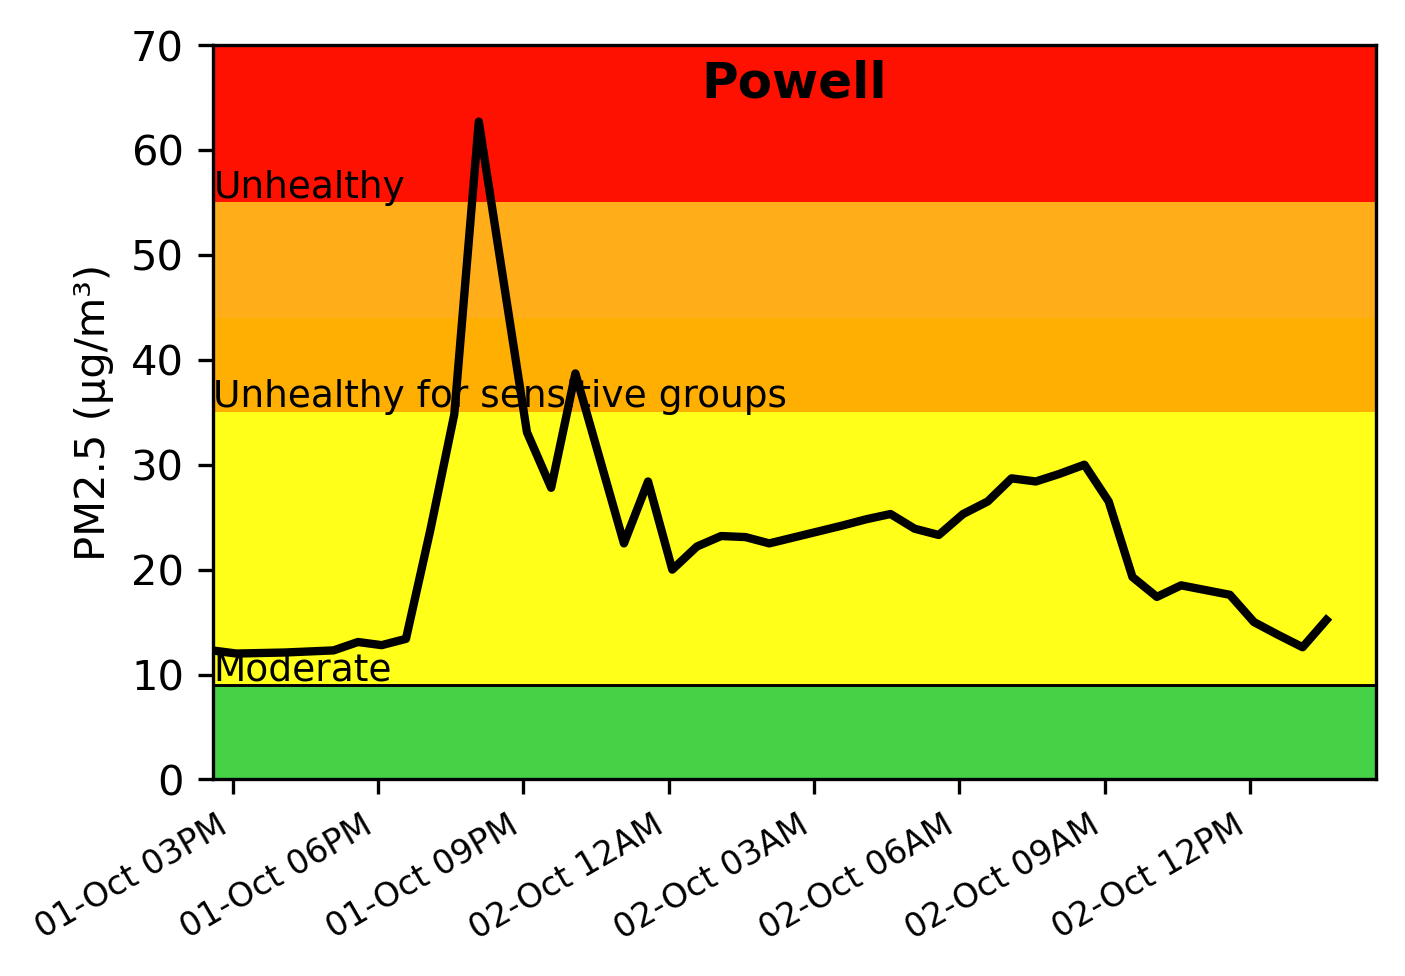 Powell
PM2.5 (μg/m³)
70
60
50
40
30
20
10
0
Unhealthy
Unhealthy for sensitive groups
Moderate
01-Oct 03PM
01-Oct 06PM
01-Oct 09PM
02-Oct 12AM
02-Oct 03AM
02-Oct 06AM
02-Oct 09AM
02-Oct 12PM